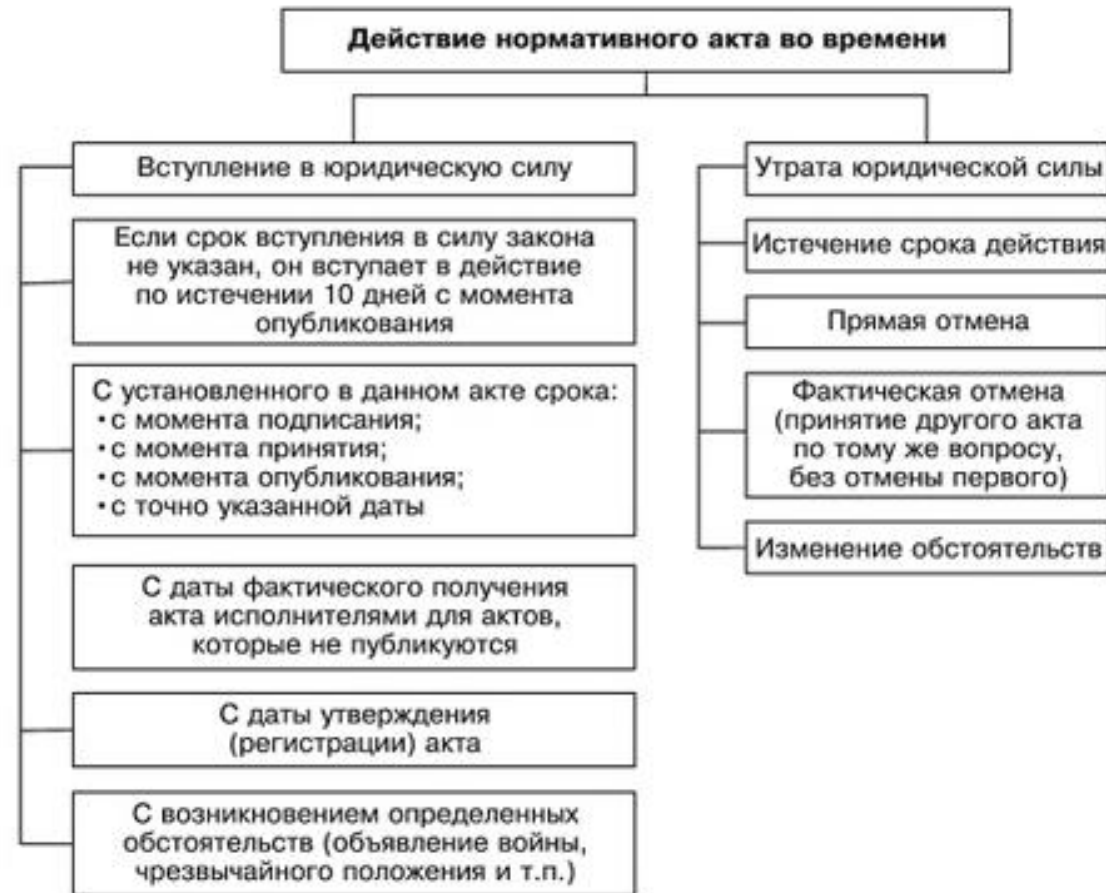 Действие нормативного акта во времени
Вступление в юридическую силу
Если срок вступления в силу закона
не указан, он вступает в действие
по истечении 10 дней с момента
опубликования
С установленного в данном акте срока:
• с момента подписания;
• с момента принятия;
• с момента опубликования;
• с точно указанной даты
С даты фактического получения
акта исполнителями для актов,
которые не публикуются
С даты утверждения
(регистрации) акта
С возникновением определенных
обстоятельств (объявление войны,
чрезвычайного положения и т.п.)
Утрата юридической силы
Истечение срока действия
Прямая отмена
Фактическая отмена
(принятие другого акта
по тому же вопросу,
без отмены первого)
Изменение обстоятельств